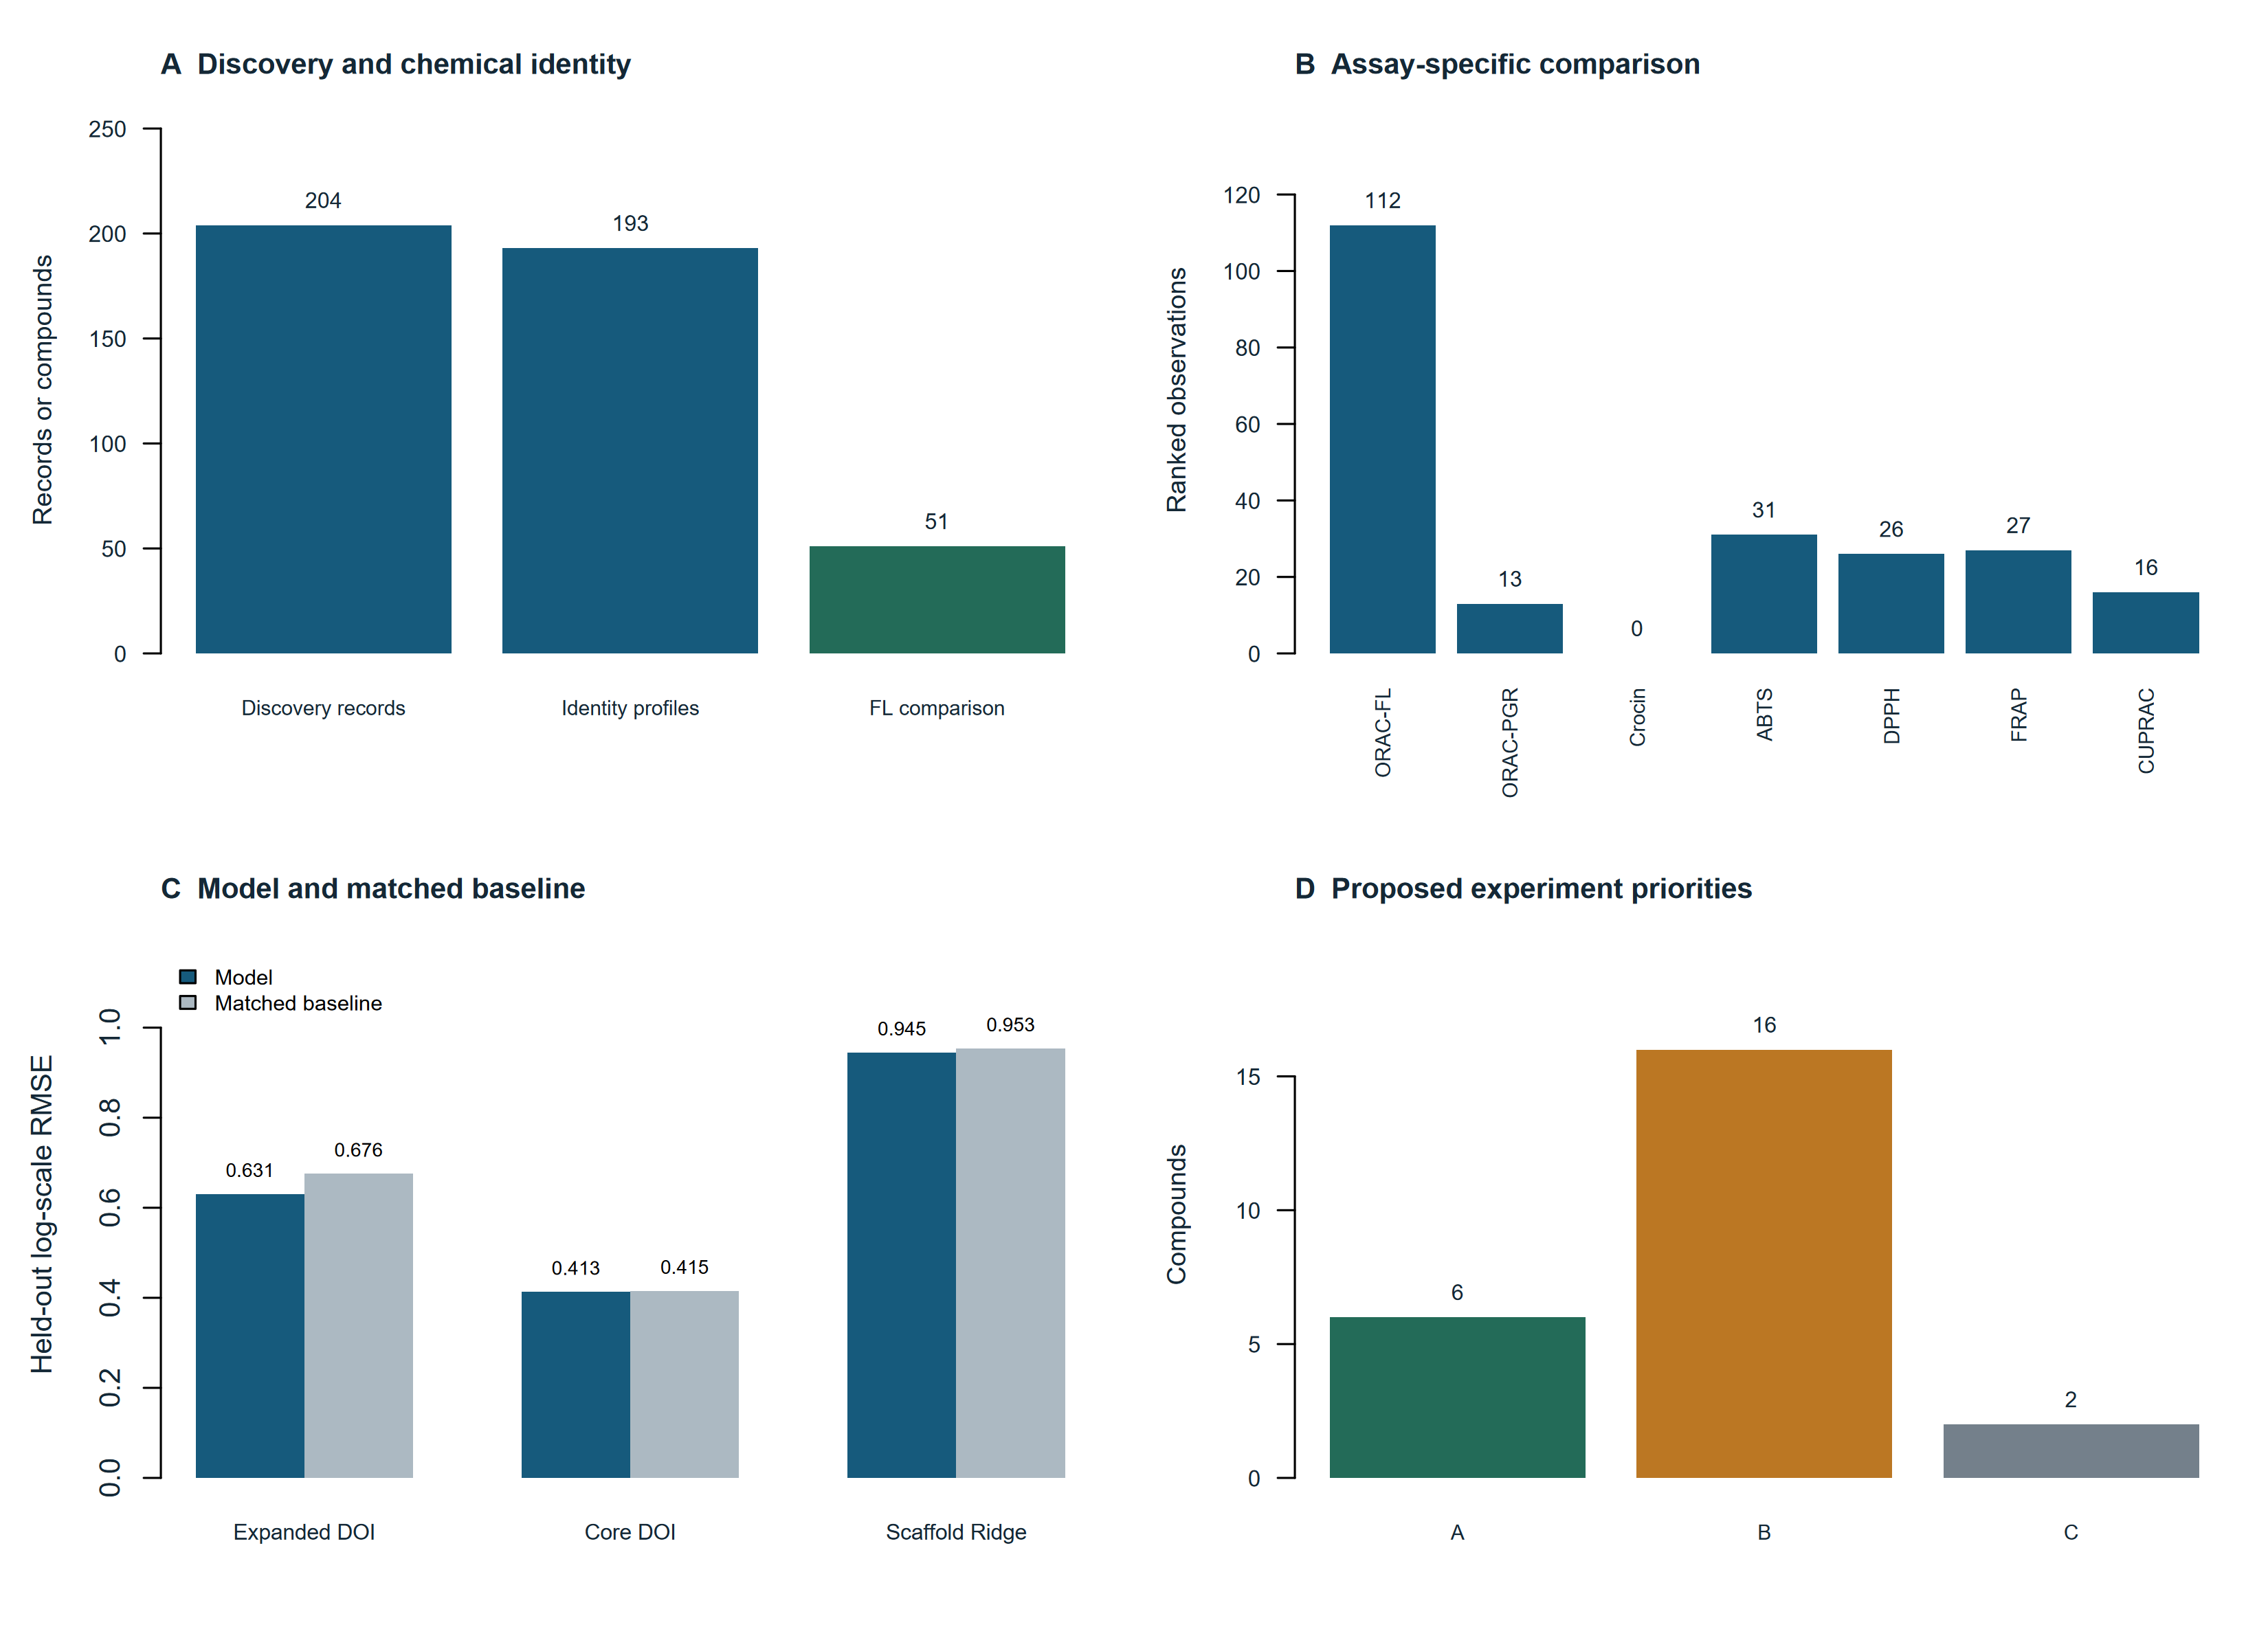 A Discovery and chemical identity
Records or compounds
250
200
150
100
50
0
204
193
51
Discovery records
Identity profiles
FL comparison
B Assay-specific comparison
Ranked observations
120
100
80
60
40
20
0
112
13
0
31
26
27
16
ORAC-FL
ORAC-PGR
Crocin
ABTS
DPPH
FRAP
CUPRAC
C Model and matched baseline
Model
Matched baseline
Held-out log-scale RMSE
1.0
0.8
0.6
0.4
0.2
0.0
0.631
0.676
0.413
0.415
0.945
0.953
Expanded DOI
Core DOI
Scaffold Ridge
D Proposed experiment priorities
Compounds
15
10
5
0
6
16
2
A
B
C